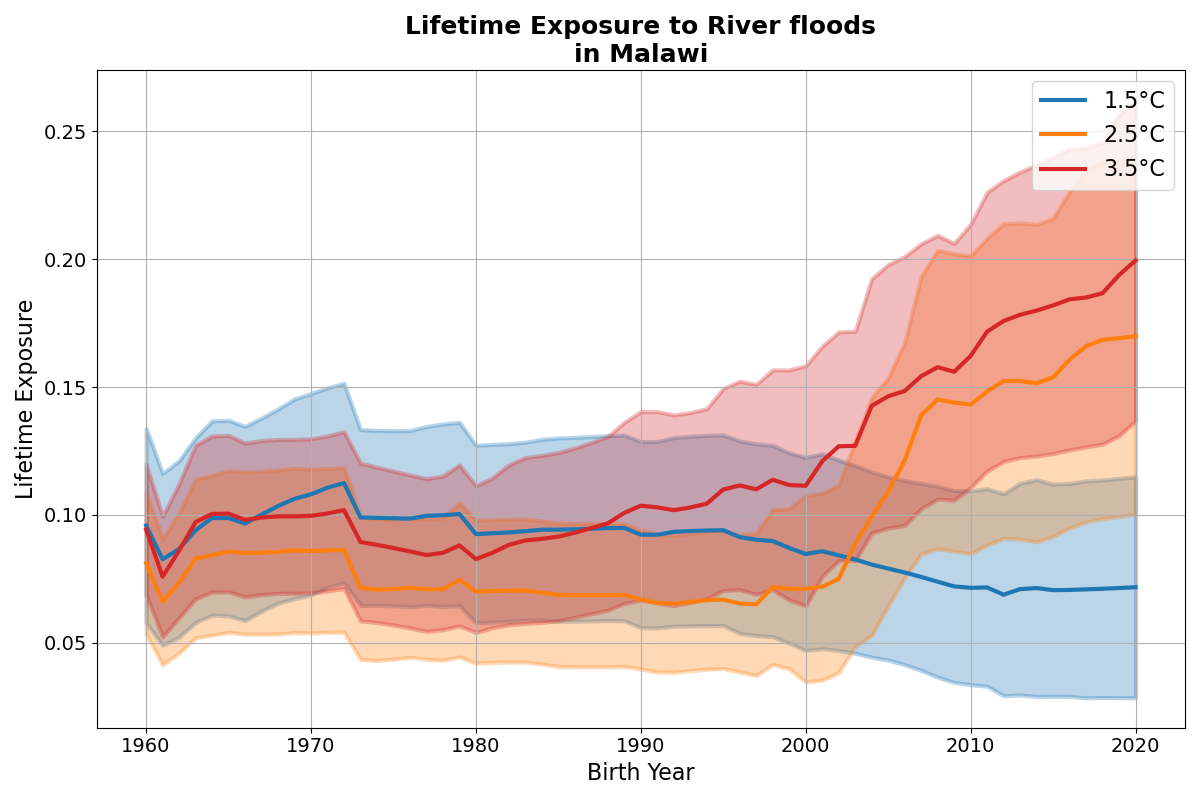 Lifetime Exposure to River floods
in Malawi
1.5°C
2.5°C
3.5°C
Lifetime Exposure
0.25
0.20
0.15
0.10
0.05
1960 1970 1980 1990 2000 2010 2020
Birth Year